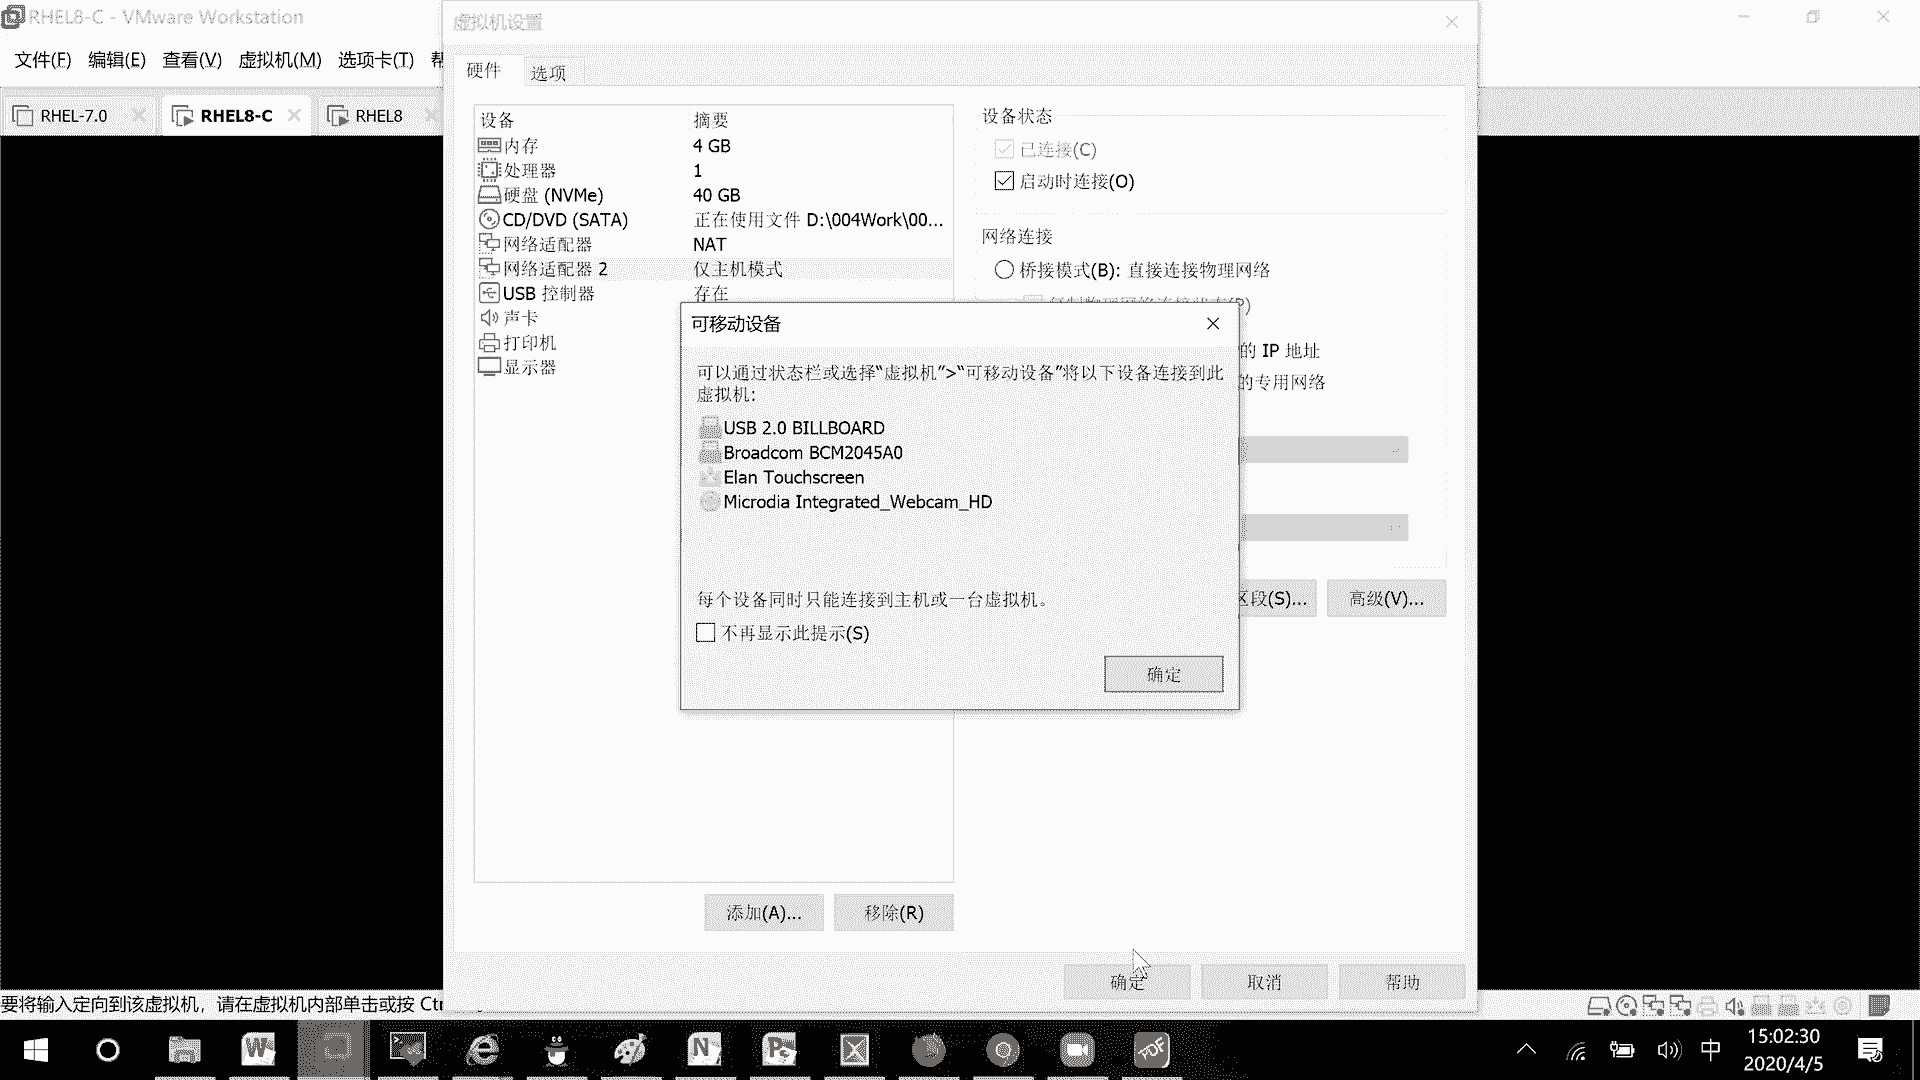 RHEL8-C - VMware Workstation
文件(F) 编辑(E) 查看(V) 虚拟机(M) 选项卡(T) 帮
RHEL-7.0
RHEL8-C
RHEL8
虚拟机设置
硬件
选项
设备 摘要
内存 4 GB
处理器 1
硬盘 (NVMe) 40 GB
CD/DVD (SATA) 正在使用文件 D:\004Work\00...
网络适配器 NAT
网络适配器 2 仅主机模式
USB 控制器 存在
声卡
打印机
显示器
添加(A)...
移除(R)
设备状态
已连接(C)
启动时连接(O)
网络连接
桥接模式(B): 直接连接物理网络
的 IP 地址
的专用网络
区段(S)...
高级(V)...
可移动设备
可以通过状态栏或选择“虚拟机”>“可移动设备”将以下设备连接到此
虚拟机:
USB 2.0 BILLBOARD
Broadcom BCM2045A0
Elan Touchscreen
Microdia Integrated_Webcam_HD
每个设备同时只能连接到主机或一台虚拟机。
不再显示此提示(S)
确定
确定
取消
帮助
要将输入定向到该虚拟机，请在虚拟机内部单击或按 Ctr
中
15:02:30
2020/4/5